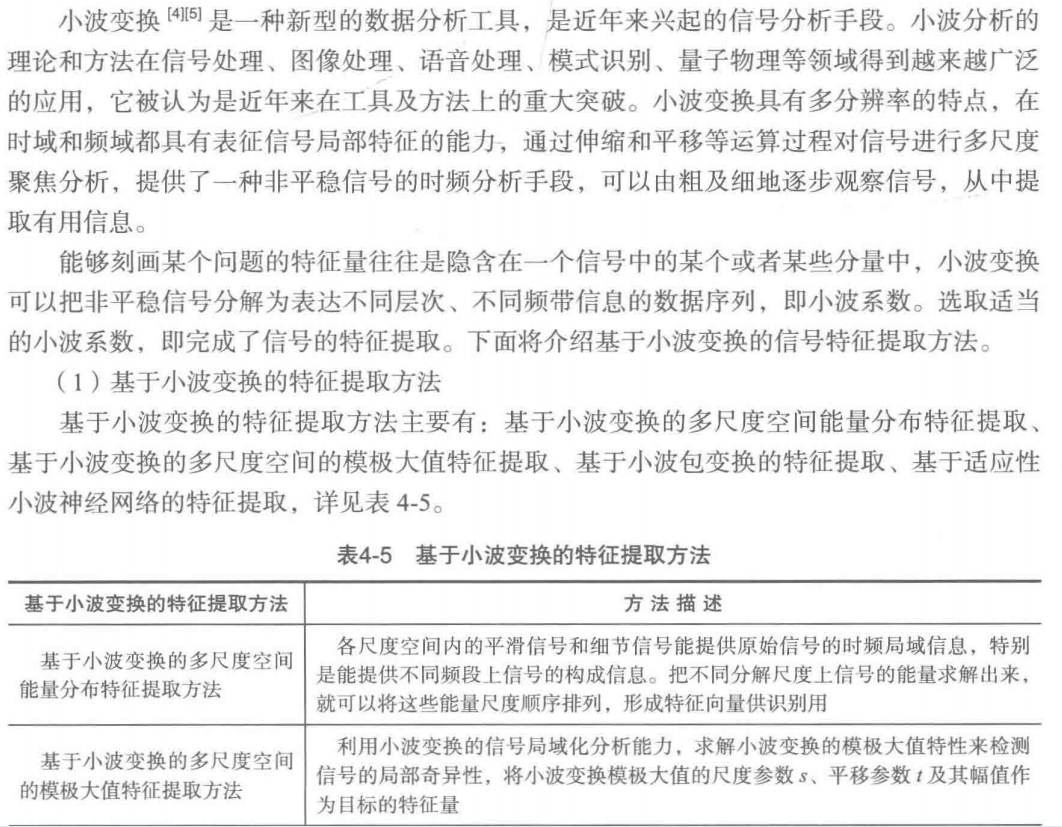 小波变换 [4][5] 是一种新型的数据分析工具，是近年来兴起的信号分析手段。小波分析的
理论和方法在信号处理、图像处理、语音处理、模式识别、量子物理等领域得到越来越广泛
的应用，它被认为是近年来在工具及方法上的重大突破。小波变换具有多分辨率的特点，在
时域和频域都具有表征信号局部特征的能力，通过伸缩和平移等运算过程对信号进行多尺度
聚焦分析，提供了一种非平稳信号的时频分析手段，可以由粗及细地逐步观察信号，从中提
取有用信息。
能够刻画某个问题的特征量往往是隐含在一个信号中的某个或者某些分量中，小波变换
可以把非平稳信号分解为表达不同层次、不同频带信息的数据序列，即小波系数。选取适当
的小波系数，即完成了信号的特征提取。下面将介绍基于小波变换的信号特征提取方法。
（1）基于小波变换的特征提取方法
基于小波变换的特征提取方法主要有：基于小波变换的多尺度空间能量分布特征提取、
基于小波变换的多尺度空间的模极大值特征提取、基于小波包变换的特征提取、基于适应性
小波神经网络的特征提取，详见表 4-5。
表4-5 基于小波变换的特征提取方法
基于小波变换的特征提取方法 方 法 描 述
基于小波变换的多尺度空间
能量分布特征提取方法
各尺度空间内的平滑信号和细节信号能提供原始信号的时频局域信息，特别
是能提供不同频段上信号的构成信息。把不同分解尺度上信号的能量求解出来，
就可以将这些能量尺度顺序排列，形成特征向量供识别用
基于小波变换的多尺度空间
的模极大值特征提取方法
利用小波变换的信号局域化分析能力，求解小波变换的模极大值特性来检测
信号的局部奇异性，将小波变换模极大值的尺度参数 s、平移参数 t 及其幅值作
为目标的特征量